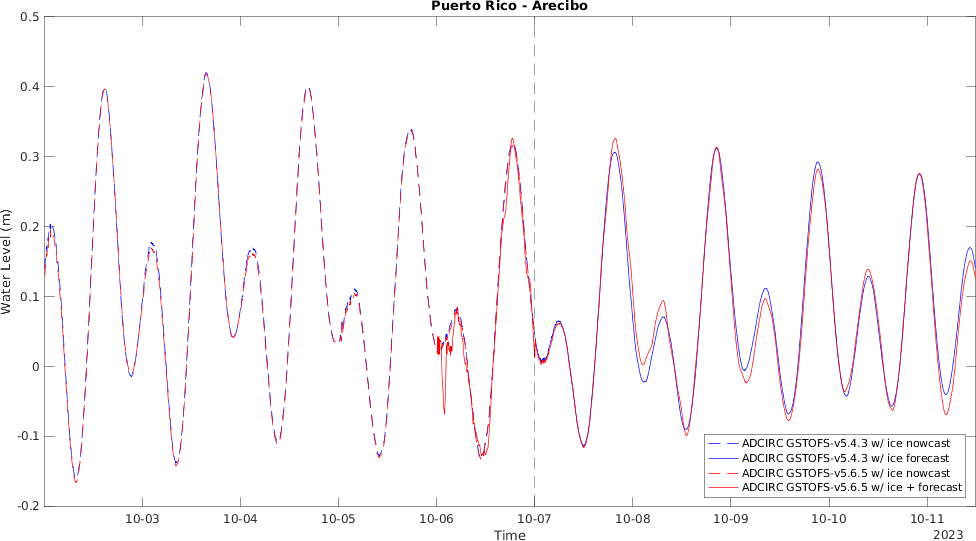 Puerto Rico - Arecibo
0.5
0.4
0.3
0.2
0.1
0
-0.1
-0.2
Water Level (m)
10-03 10-04 10-05 10-06 10-07 10-08 10-09 10-10 10-11
Time
2023
ADCIRC GSTOFS-v5.4.3 w/ ice nowcast
ADCIRC GSTOFS-v5.4.3 w/ ice forecast
ADCIRC GSTOFS-v5.6.5 w/ ice nowcast
ADCIRC GSTOFS-v5.6.5 w/ ice + forecast